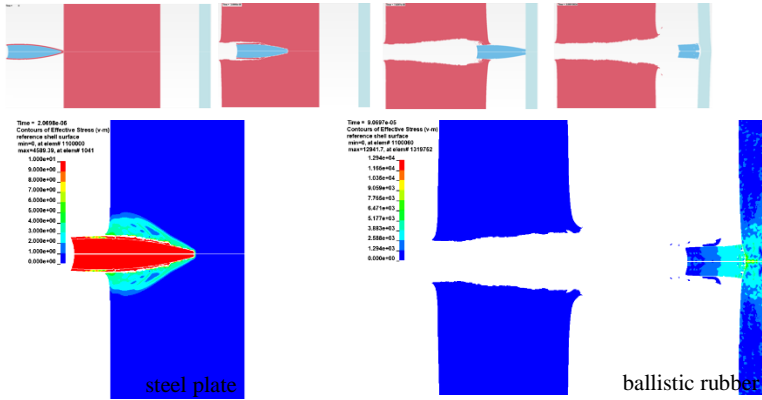 Time = 2.0698e-05
Contours of Effective Stress (v-m)
reference shell surface
min=0, at elem# 1100000
max=4589.39, at elem# 1041
1.000e+01
9.000e+00
8.000e+00
7.000e+00
6.000e+00
5.000e+00
4.000e+00
3.000e+00
2.000e+00
1.000e+00
0.000e+00
steel plate
Time = 9.0697e-05
Contours of Effective Stress (v-m)
reference shell surface
min=0, at elem# 1100000
max=12941.7, at elem# 1319752
1.294e+04
1.165e+04
1.035e+04
9.059e+03
7.765e+03
6.471e+03
5.177e+03
3.883e+03
2.588e+03
1.294e+03
0.000e+00
ballistic rubber